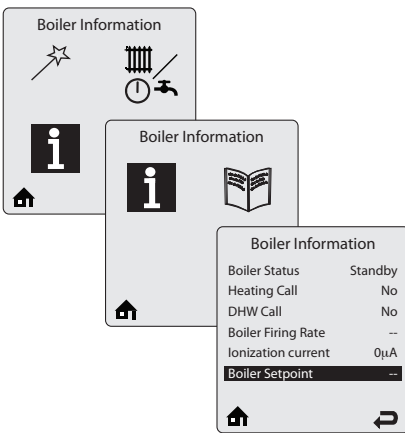 Boiler Information
i
Boiler Information
i
Boiler Information
Boiler Status Standby
Heating Call No
DHW Call No
Boiler Firing Rate --
Ionization current 0µA
Boiler Setpoint --